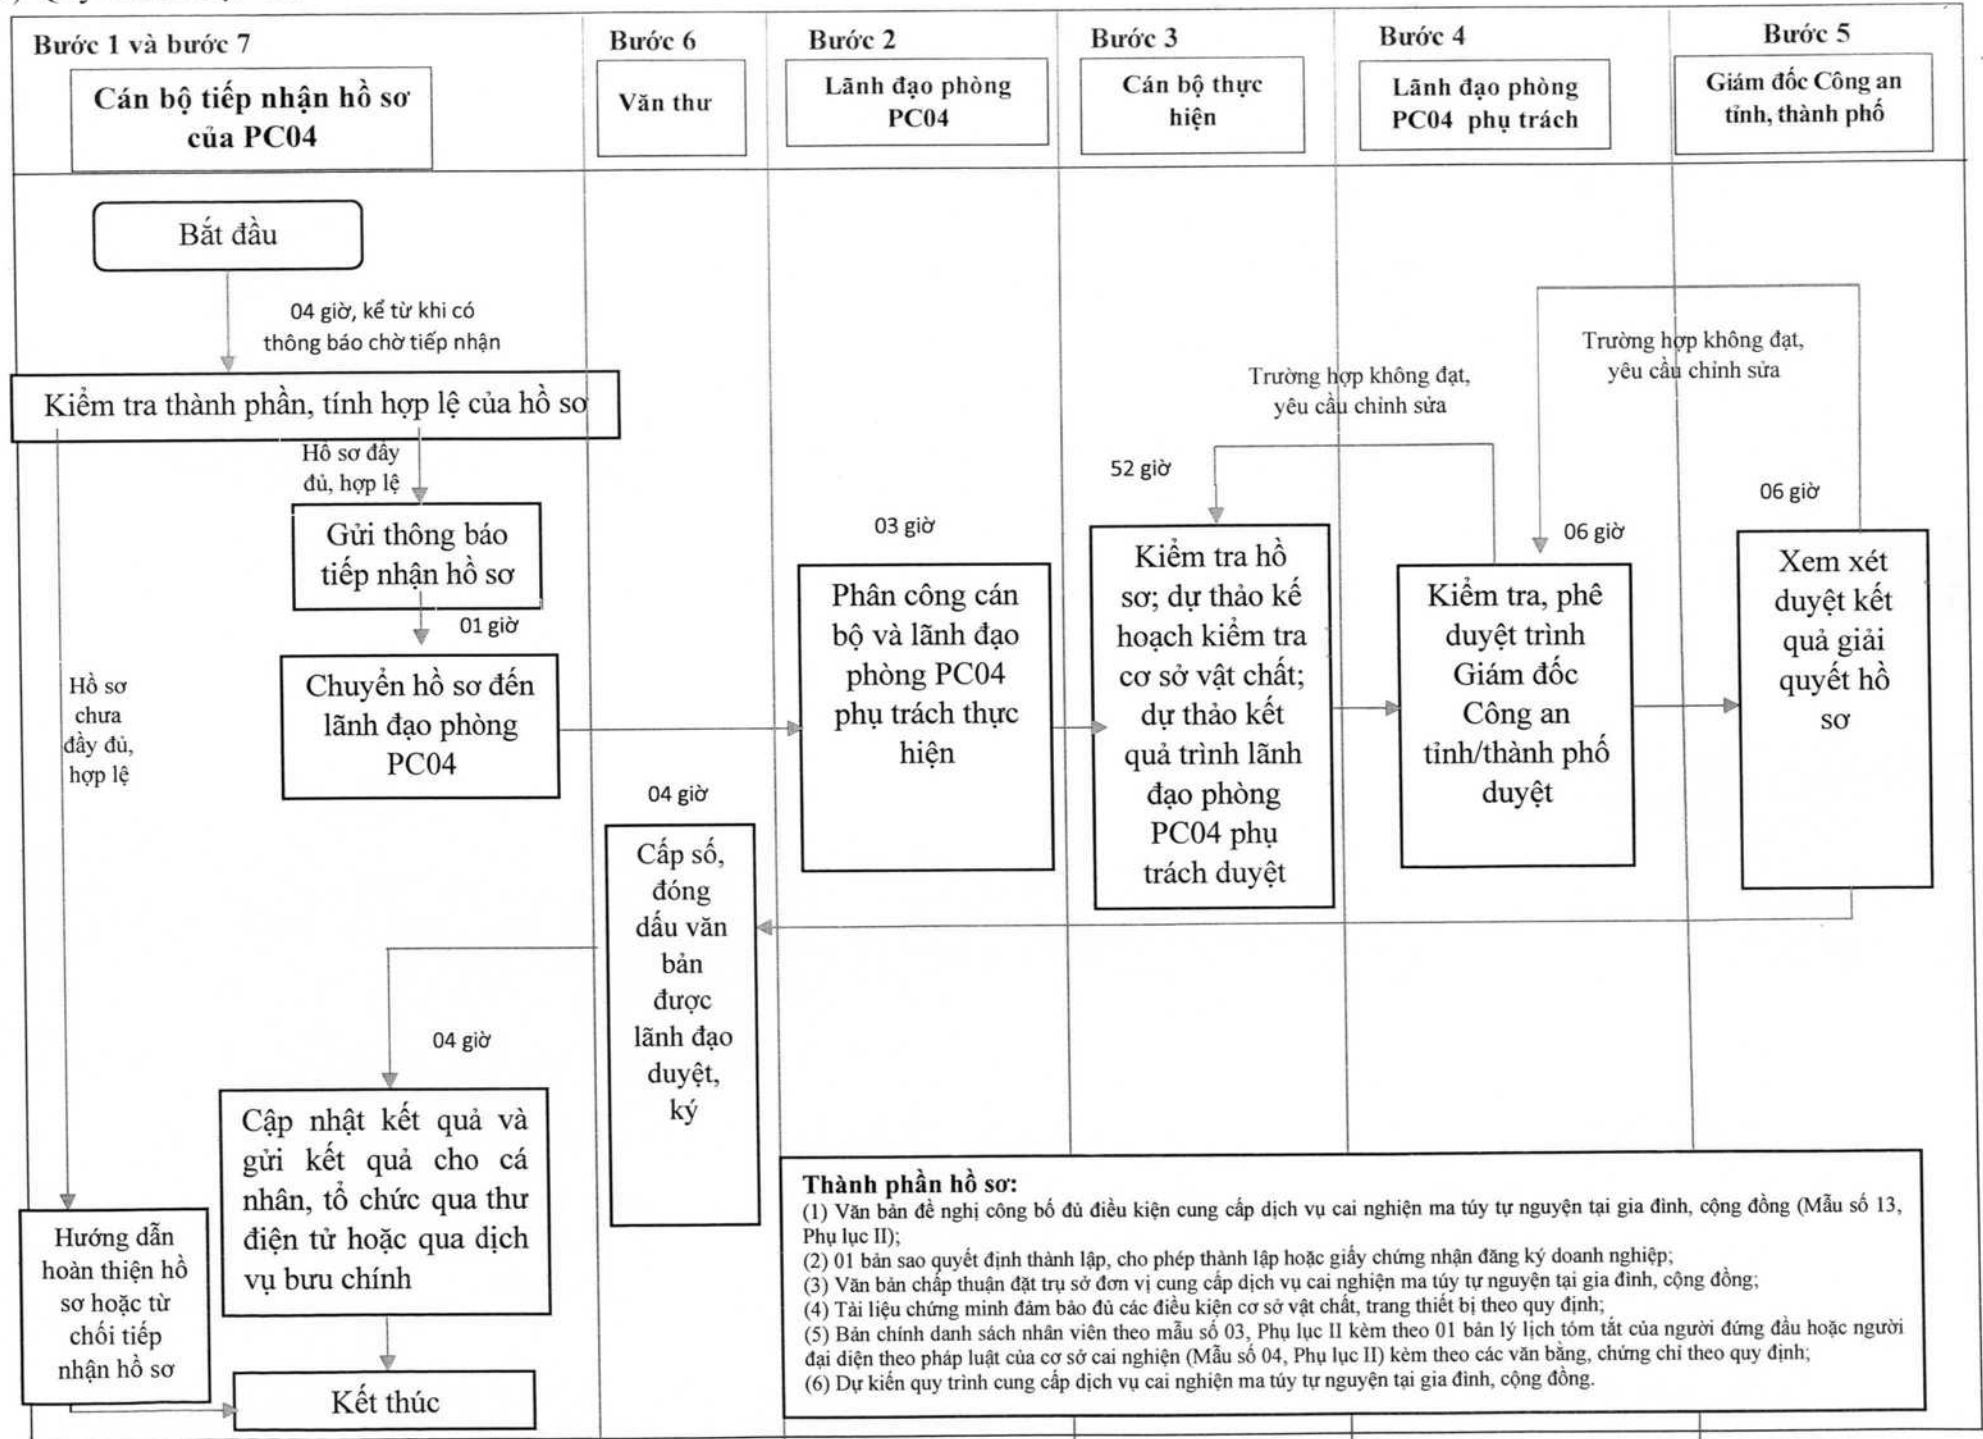 Bước 1 và bước 7
Cán bộ tiếp nhận hồ sơ
của PC04
Bước 6
Văn thư
Bước 2
Lãnh đạo phòng
PC04
Bước 3
Cán bộ thực
hiện
Bước 4
Lãnh đạo phòng
PC04 phụ trách
Bước 5
Giám đốc Công an
tỉnh, thành phố
Bắt đầu
04 giờ, kể từ khi có
thông báo chờ tiếp nhận
Kiểm tra thành phần, tính hợp lệ của hồ sơ
Hồ sơ đầy
đủ, hợp lệ
Gửi thông báo
tiếp nhận hồ sơ
01 giờ
Chuyển hồ sơ đến
lãnh đạo phòng
PC04
Hồ sơ
chưa
đầy đủ,
hợp lệ
03 giờ
Phân công cán
bộ và lãnh đạo
phòng PC04
phụ trách thực
hiện
Trường hợp không đạt,
yêu cầu chỉnh sửa
52 giờ
Kiểm tra hồ
sơ; dự thảo kế
hoạch kiểm tra
cơ sở vật chất;
dự thảo kết
quả trình lãnh
đạo phòng
PC04 phụ
trách duyệt
Trường hợp không đạt,
yêu cầu chỉnh sửa
06 giờ
Kiểm tra, phê
duyệt trình
Giám đốc
Công an
tỉnh/thành phố
duyệt
06 giờ
Xem xét
duyệt kết
quả giải
quyết hồ
sơ
04 giờ
Cấp số,
đóng
dấu văn
bản
được
lãnh đạo
duyệt,
ký
04 giờ
Cập nhật kết quả và
gửi kết quả cho cá
nhân, tổ chức qua thư
điện tử hoặc qua dịch
vụ bưu chính
Hướng dẫn
hoàn thiện hồ
sơ hoặc từ
chối tiếp
nhận hồ sơ
Kết thúc
Thành phần hồ sơ:
(1) Văn bản đề nghị công bố đủ điều kiện cung cấp dịch vụ cai nghiện ma túy tự nguyện tại gia đình, cộng đồng (Mẫu số 13,
Phụ lục II);
(2) 01 bản sao quyết định thành lập, cho phép thành lập hoặc giấy chứng nhận đăng ký doanh nghiệp;
(3) Văn bản chấp thuận đặt trụ sở đơn vị cung cấp dịch vụ cai nghiện ma túy tự nguyện tại gia đình, cộng đồng;
(4) Tài liệu chứng minh đảm bảo đủ các điều kiện cơ sở vật chất, trang thiết bị theo quy định;
(5) Bản chính danh sách nhân viên theo mẫu số 03, Phụ lục II kèm theo 01 bản lý lịch tóm tắt của người đứng đầu hoặc người
đại diện theo pháp luật của cơ sở cai nghiện (Mẫu số 04, Phụ lục II) kèm theo các văn bằng, chứng chỉ theo quy định;
(6) Dự kiến quy trình cung cấp dịch vụ cai nghiện ma túy tự nguyện tại gia đình, cộng đồng.